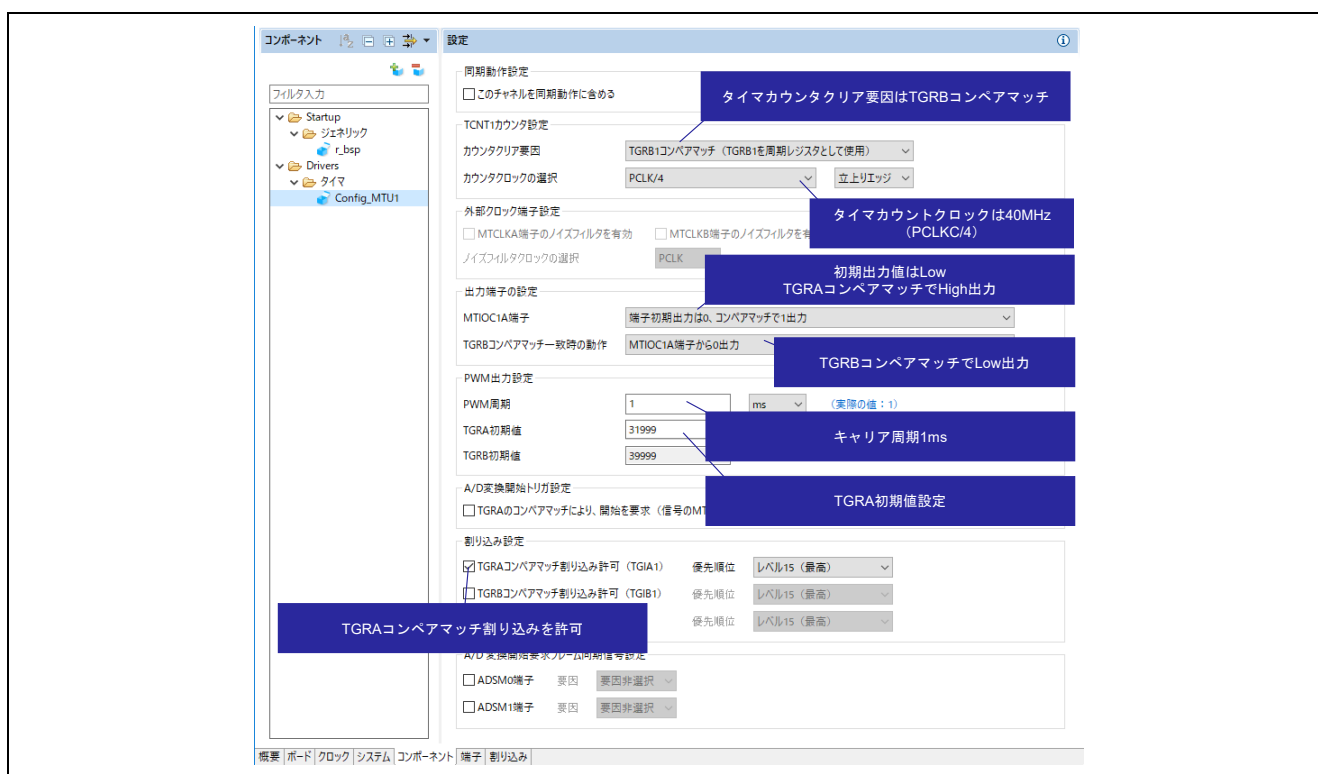 コンポーネント
設定
フィルタ入力
Startup
ジェネリック
r_bsp
Drivers
タイマ
Config_MTU1
同期動作設定
このチャネルを同期動作に含める
タイマカウンタクリア要因はTGRBコンペアマッチ
TCNT1カウンタ設定
カウンタクリア要因 TGRB1コンペアマッチ（TGRB1を周期レジスタとして使用）
カウンタクロックの選択 PCLK/4 立上りエッジ
タイマカウントクロックは40MHz
（PCLKC/4）
外部クロック端子設定
MTCLKA端子のノイズフィルタを有効 MTCLKB端子のノイズフィルタを有
ノイズフィルタクロックの選択 PCLK
初期出力値はLow
TGRAコンペアマッチでHigh出力
出力端子の設定
MTIOC1A端子 端子初期出力は0、コンペアマッチで1出力
TGRBコンペアマッチ一致時の動作 MTIOC1A端子から0出力
TGRBコンペアマッチでLow出力
PWM出力設定
PWM周期 1 ms （実際の値：1）
TGRA初期値 31999
キャリア周期1ms
TGRB初期値 39999
A/D変換開始トリガ設定
TGRAのコンペアマッチにより、開始を要求（信号のMT
TGRA初期値設定
割り込み設定
TGRAコンペアマッチ割り込み許可（TGIA1） 優先順位 レベル15（最高）
TGRBコンペアマッチ割り込み許可（TGIB1） 優先順位 レベル15（最高）
優先順位 レベル15（最高）
TGRAコンペアマッチ割り込みを許可
A/D変換開始要求フレーム同期信号設定
ADSM0端子 要因 要因非選択
ADSM1端子 要因 要因非選択
概要 ボード クロック システム コンポーネント 端子 割り込み